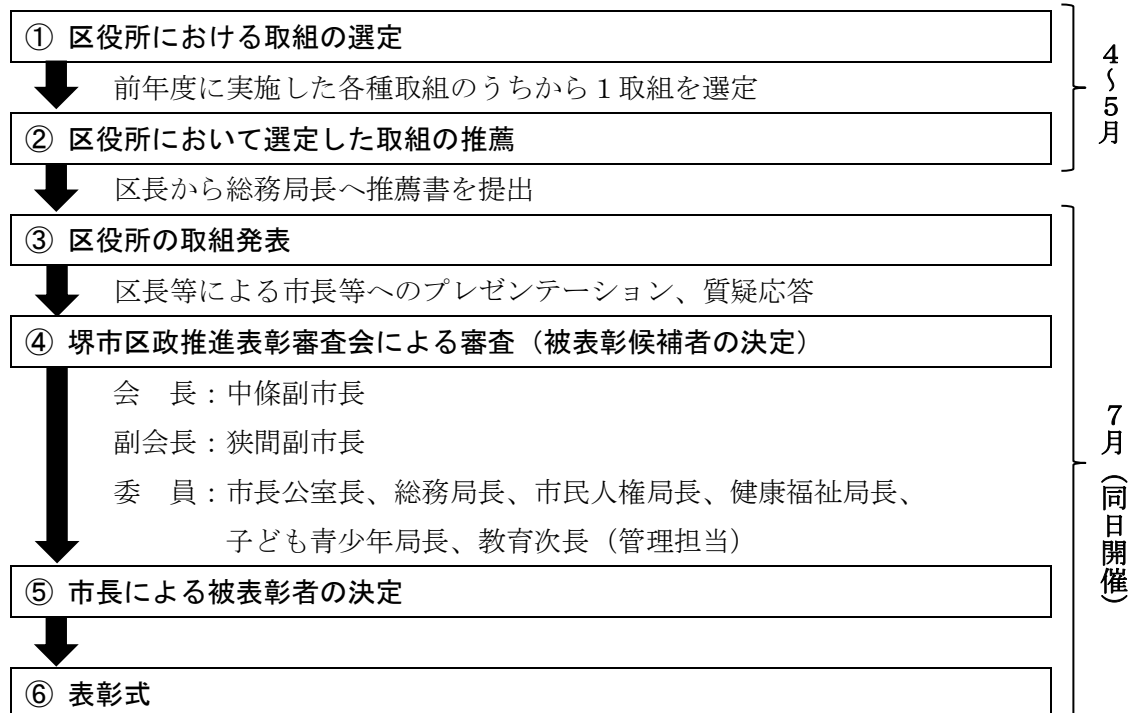 ① 区役所における取組の選定
前年度に実施した各種取組のうちから１取組を選定
② 区役所において選定した取組の推薦
区長から総務局長へ推薦書を提出
4～5月
③ 区役所の取組発表
区長等による市長等へのプレゼンテーション、質疑応答
④ 堺市区政推進表彰審査会による審査（被表彰候補者の決定）
会　長：中條副市長
副会長：狭間副市長
委　員：市長公室長、総務局長、市民人権局長、健康福祉局長、
子ども青少年局長、教育次長（管理担当）
⑤ 市長による被表彰者の決定
⑥ 表彰式
7月（同日開催）